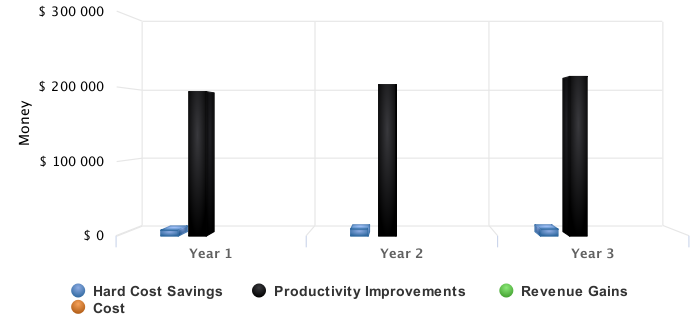 $ 300 000
$ 200 000
$ 100 000
$ 0
Money
Year 1 Year 2 Year 3
Hard Cost Savings Productivity Improvements Revenue Gains
Cost